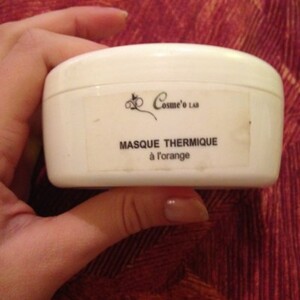 Cosme'o LAB
MASQUE THERMIQUE
à l'orange